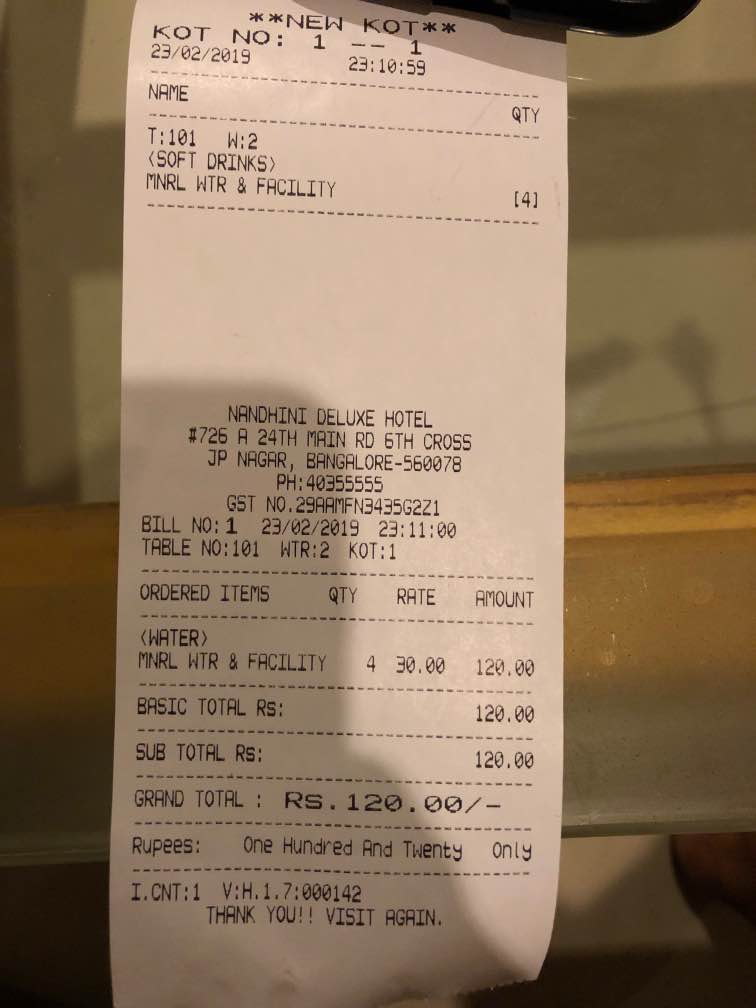 **NEW KOT**
KOT NO: 1 -- 1
23/02/2019 23:10:59
NAME QTY
T:101 W:2
<SOFT DRINKS>
MNRL WTR & FACILITY [4]
NANDHINI DELUXE HOTEL
#726 A 24TH MAIN RD 6TH CROSS
JP NAGAR, BANGALORE-560078
PH:40355555
GST NO.29AAMFN3435G2Z1
BILL NO:1 23/02/2019 23:11:00
TABLE NO:101 WTR:2 KOT:1
ORDERED ITEMS QTY RATE AMOUNT
<WATER>
MNRL WTR & FACILITY 4 30.00 120.00
BASIC TOTAL Rs: 120.00
SUB TOTAL Rs: 120.00
GRAND TOTAL : RS.120.00/-
Rupees: One Hundred And Twenty Only
I.CNT:1 V:H.1.7:000142
THANK YOU!! VISIT AGAIN.